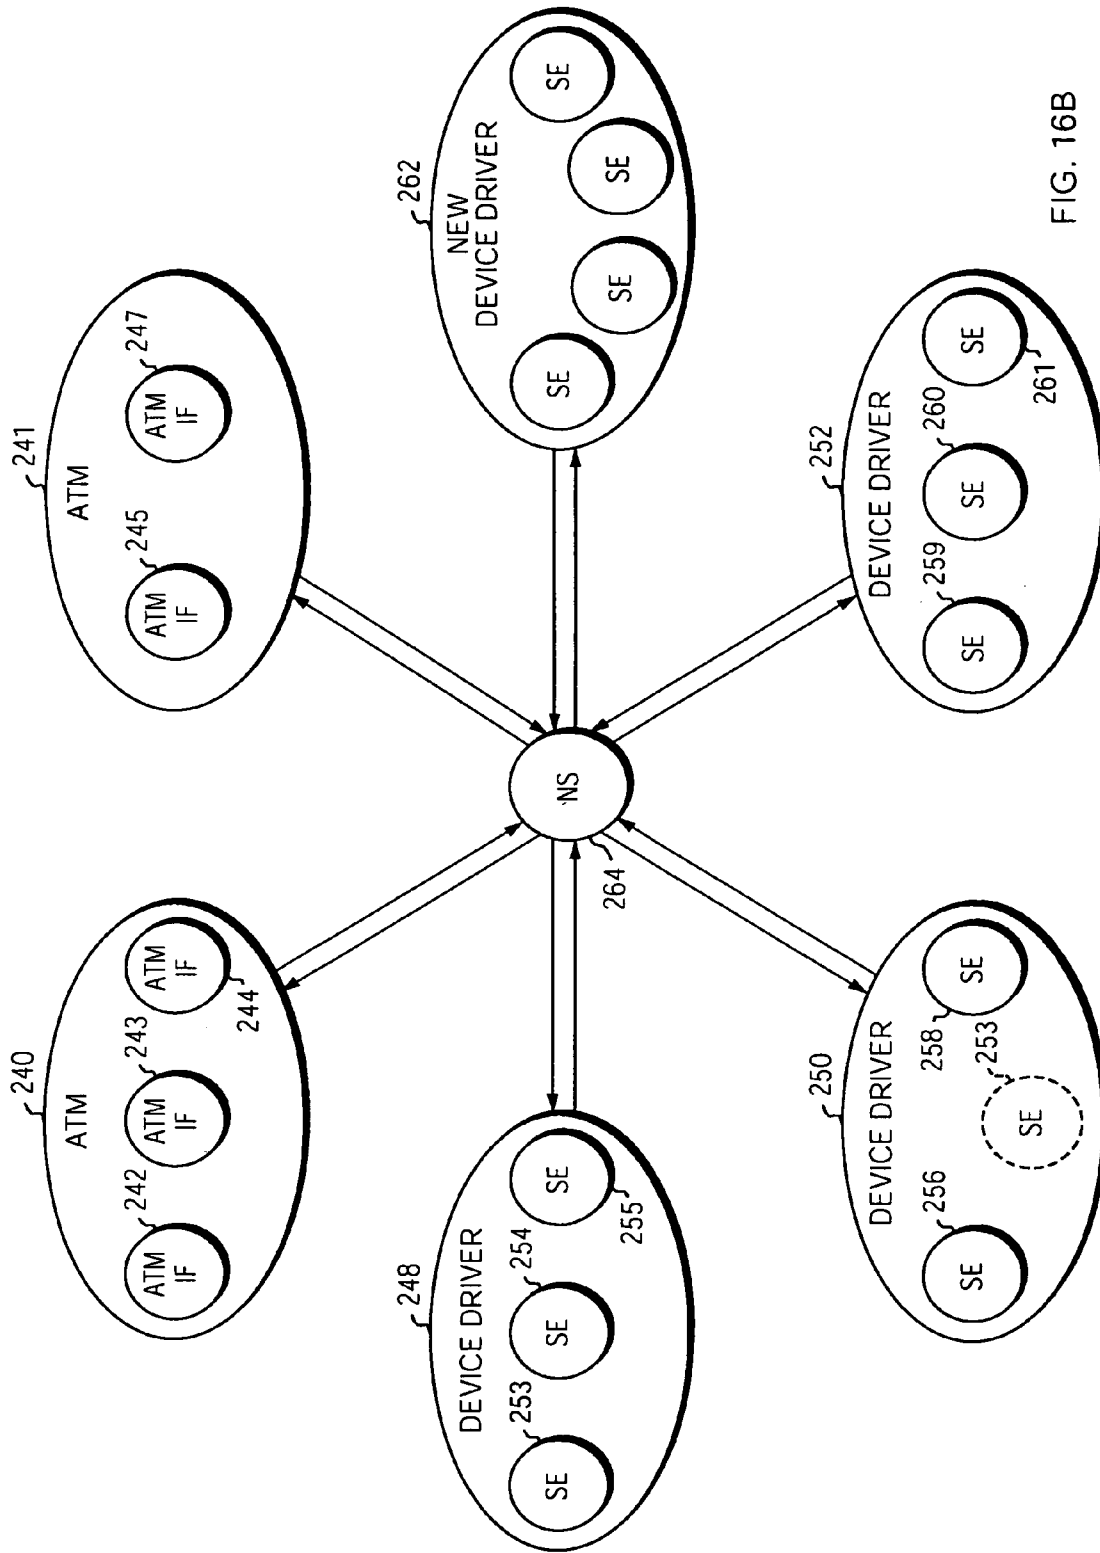 240
ATM
242
ATM
IF
243
ATM
IF
ATM
IF
244
241
ATM
245
ATM
IF
247
ATM
IF
248
DEVICE DRIVER
253
SE
254
SE
SE
255
NS
264
262
NEW
DEVICE DRIVER
SE
SE
SE
SE
250
DEVICE DRIVER
256
SE
258
SE
253
SE
252
DEVICE DRIVER
259
SE
260
SE
SE
261
FIG. 16B